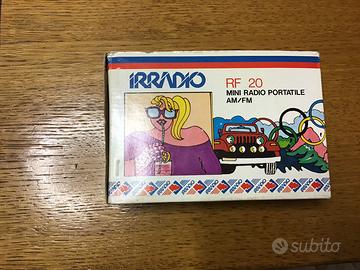 IRRADIO
RF 20
MINI RADIO PORTATILE
AM/FM
subito